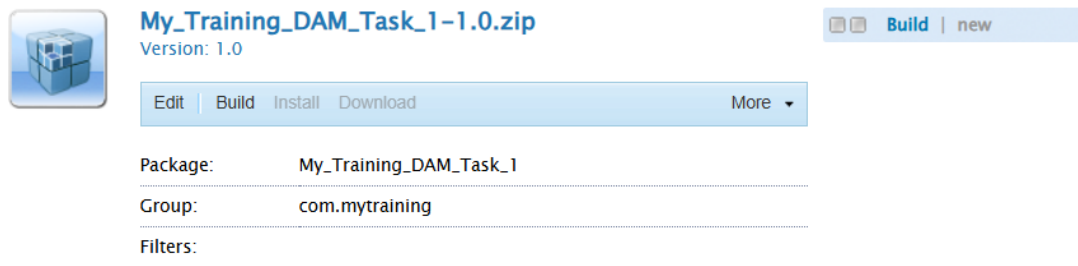 My_Training_DAM_Task_1-1.0.zip
Version: 1.0
Build | new
Edit Build Install Download More
Package: My_Training_DAM_Task_1
Group: com.mytraining
Filters: